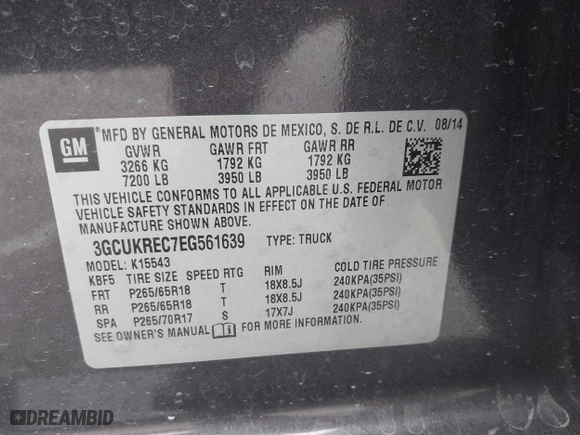 GM
®MFD BY GENERAL MOTORS DE MEXICO, S. DE R.L. DE C.V. 08/14
GVWR GAWR FRT GAWR RR
3266 KG 1792 KG 1792 KG
7200 LB 3950 LB 3950 LB
THIS VEHICLE CONFORMS TO ALL APPLICABLE U.S. FEDERAL MOTOR
VEHICLE SAFETY STANDARDS IN EFFECT ON THE DATE OF
MANUFACTURE SHOWN ABOVE.
3GCUKREC7EG561639 TYPE: TRUCK
MODEL: K15543
KBF5 TIRE SIZE SPEED RTG RIM COLD TIRE PRESSURE
FRT P265/65R18 T 18X8.5J 240KPA(35PSI)
RR P265/65R18 T 18X8.5J 240KPA(35PSI)
SPA P265/70R17 S 17X7J 240KPA(35PSI)
SEE OWNER'S MANUAL FOR MORE INFORMATION.
DREAMBID